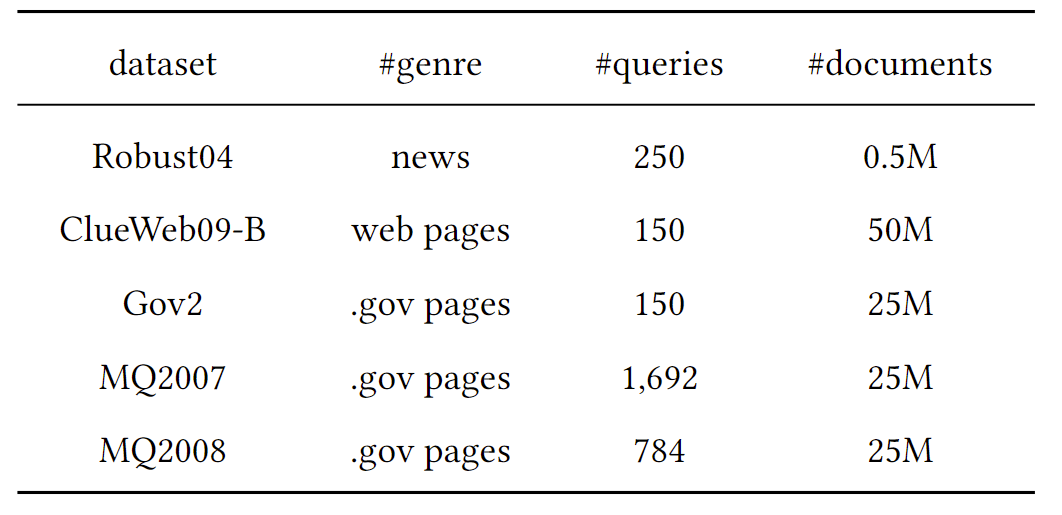 dataset #genre #queries #documents
Robust04 news 250 0.5M
ClueWeb09-B web pages 150 50M
Gov2 .gov pages 150 25M
MQ2007 .gov pages 1,692 25M
MQ2008 .gov pages 784 25M